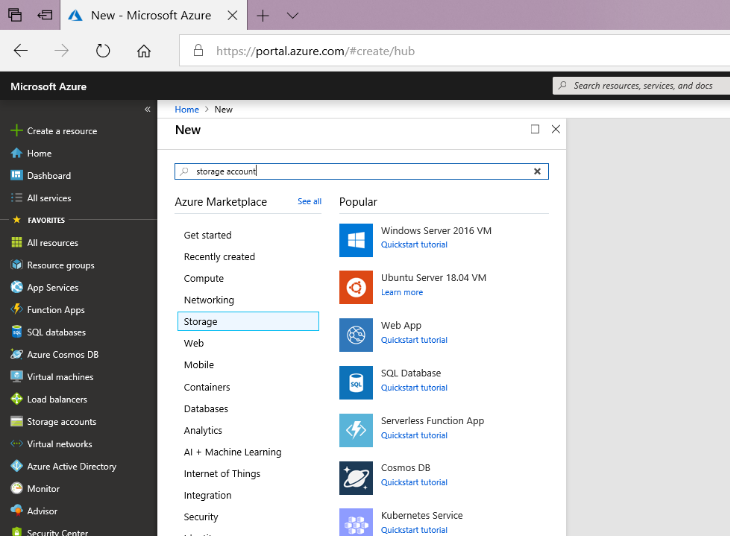 New - Microsoft Azure
https://portal.azure.com/#create/hub
Microsoft Azure
Search resources, services, and docs
Create a resource
Home
Dashboard
All services
FAVORITES
All resources
Resource groups
App Services
Function Apps
SQL databases
Azure Cosmos DB
Virtual machines
Load balancers
Storage accounts
Virtual networks
Azure Active Directory
Monitor
Advisor
Security Center
Home > New
New
storage account
Azure Marketplace See all
Get started
Recently created
Compute
Networking
Storage
Web
Mobile
Containers
Databases
Analytics
AI + Machine Learning
Internet of Things
Integration
Security
Popular
Windows Server 2016 VM
Quickstart tutorial
Ubuntu Server 18.04 VM
Learn more
Web App
Quickstart tutorial
SQL Database
Quickstart tutorial
SQL
Serverless Function App
Quickstart tutorial
Cosmos DB
Quickstart tutorial
Kubernetes Service
Quickstart tutorial